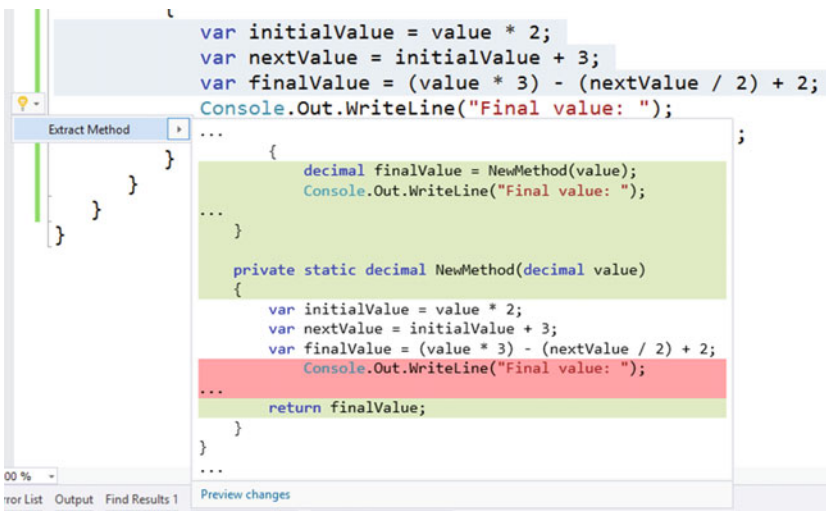 {
var initialValue = value * 2;
var nextValue = initialValue + 3;
var finalValue = (value * 3) - (nextValue / 2) + 2;
Console.Out.WriteLine("Final value: ");
Extract Method
;
}
}
}
}
...
{
decimal finalValue = NewMethod(value);
Console.Out.WriteLine("Final value: ");
...
}
private static decimal NewMethod(decimal value)
{
var initialValue = value * 2;
var nextValue = initialValue + 3;
var finalValue = (value * 3) - (nextValue / 2) + 2;
Console.Out.WriteLine("Final value: ");
...
return finalValue;
}
}
...
Preview changes
00 %
rror List Output Find Results 1